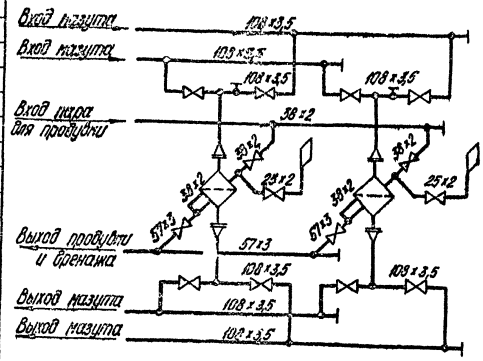 Вход мазута
108×3,5
Вход мазута
108×3,5
108×3,5
108×3,5
Вход пара
для продувки
38×2
38×2
38×2
25×2
25×2
38×2
38×2
57×3
57×3
Выход продувки
и дренажа
57×3
108×3,5
108×3,5
Выход мазута
108×3,5
Выход мазута
108×3,5